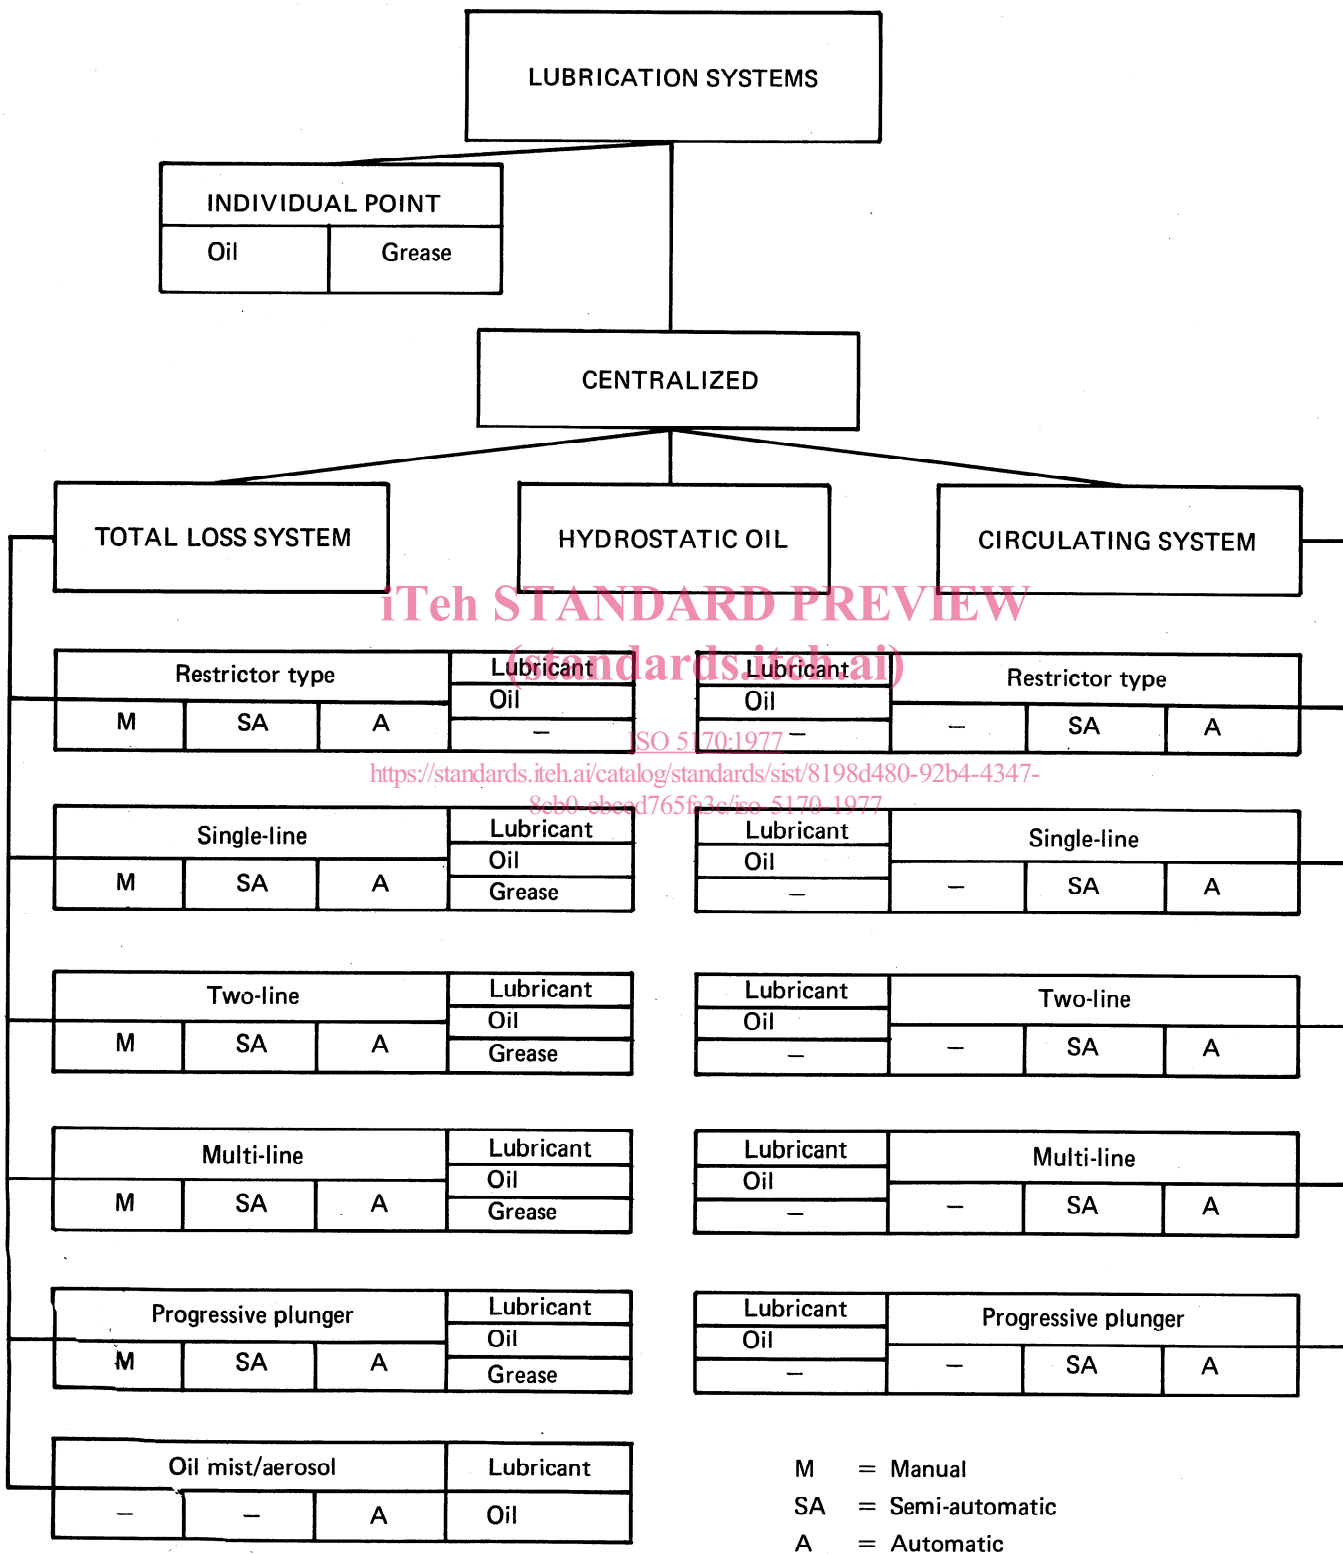 LUBRICATION SYSTEMS
INDIVIDUAL POINT
Oil Grease
CENTRALIZED
TOTAL LOSS SYSTEM HYDROSTATIC OIL CIRCULATING SYSTEM
iTeh STANDARD PREVIEW
(standards.iteh.ai)
Restrictor type Lubricant Lubricant Restrictor type
Oil Oil
M SA A – – – SA A
ISO 5170:1977
https://standards.iteh.ai/catalog/standards/sist/8198d480-92b4-4347-
Single-line Lubricant Lubricant Single-line
Oil Oil
M SA A Grease – – SA A
Two-line Lubricant Lubricant Two-line
Oil Oil
M SA A Grease – – SA A
Multi-line Lubricant Lubricant Multi-line
Oil Oil
M SA A Grease – – SA A
Progressive plunger Lubricant Lubricant Progressive plunger
Oil Oil
M SA A Grease – – SA A
Oil mist/aerosol Lubricant
– – A Oil
M = Manual
SA = Semi-automatic
A = Automatic